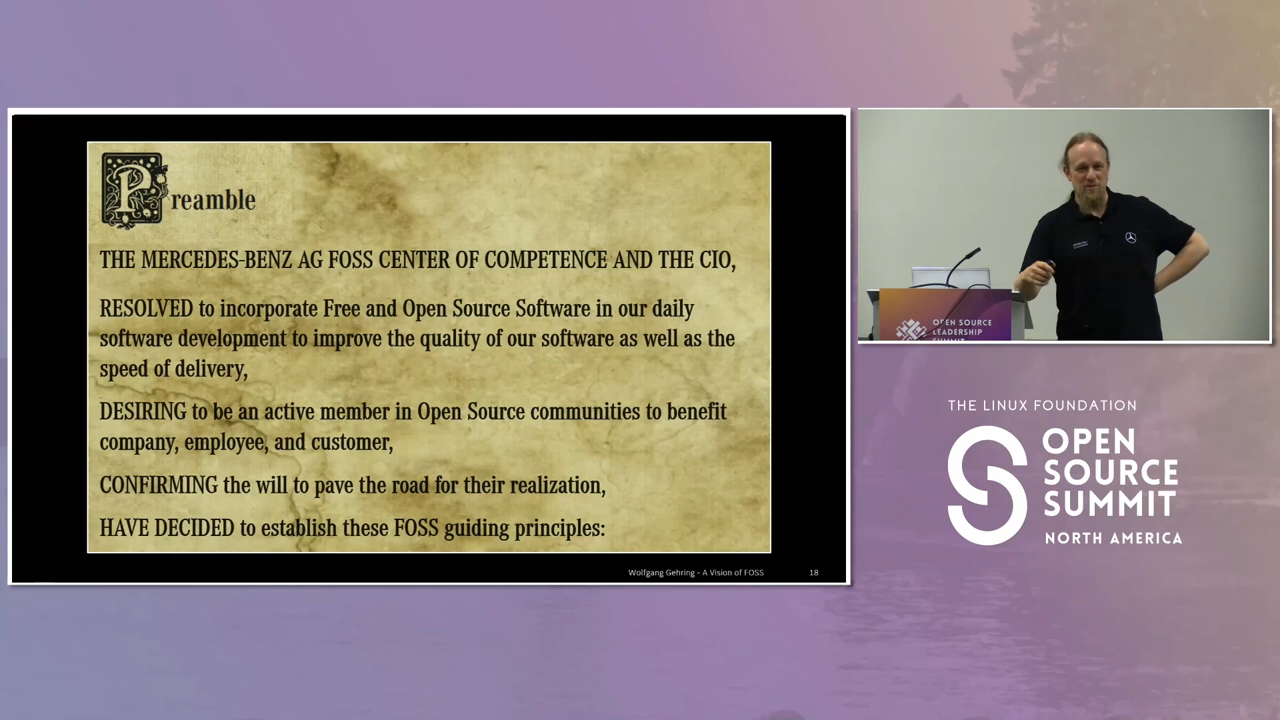 Preamble
THE MERCEDES-BENZ AG FOSS CENTER OF COMPETENCE AND THE CIO,
RESOLVED to incorporate Free and Open Source Software in our daily
software development to improve the quality of our software as well as the
speed of delivery,
DESIRING to be an active member in Open Source communities to benefit
company, employee, and customer,
CONFIRMING the will to pave the road for their realization,
HAVE DECIDED to establish these FOSS guiding principles:
Wolfgang Gehring - A Vision of FOSS 18
OPEN SOURCE
LEADERSHIP
SUMMIT
THE LINUX FOUNDATION
OPEN
SOURCE
SUMMIT
NORTH AMERICA